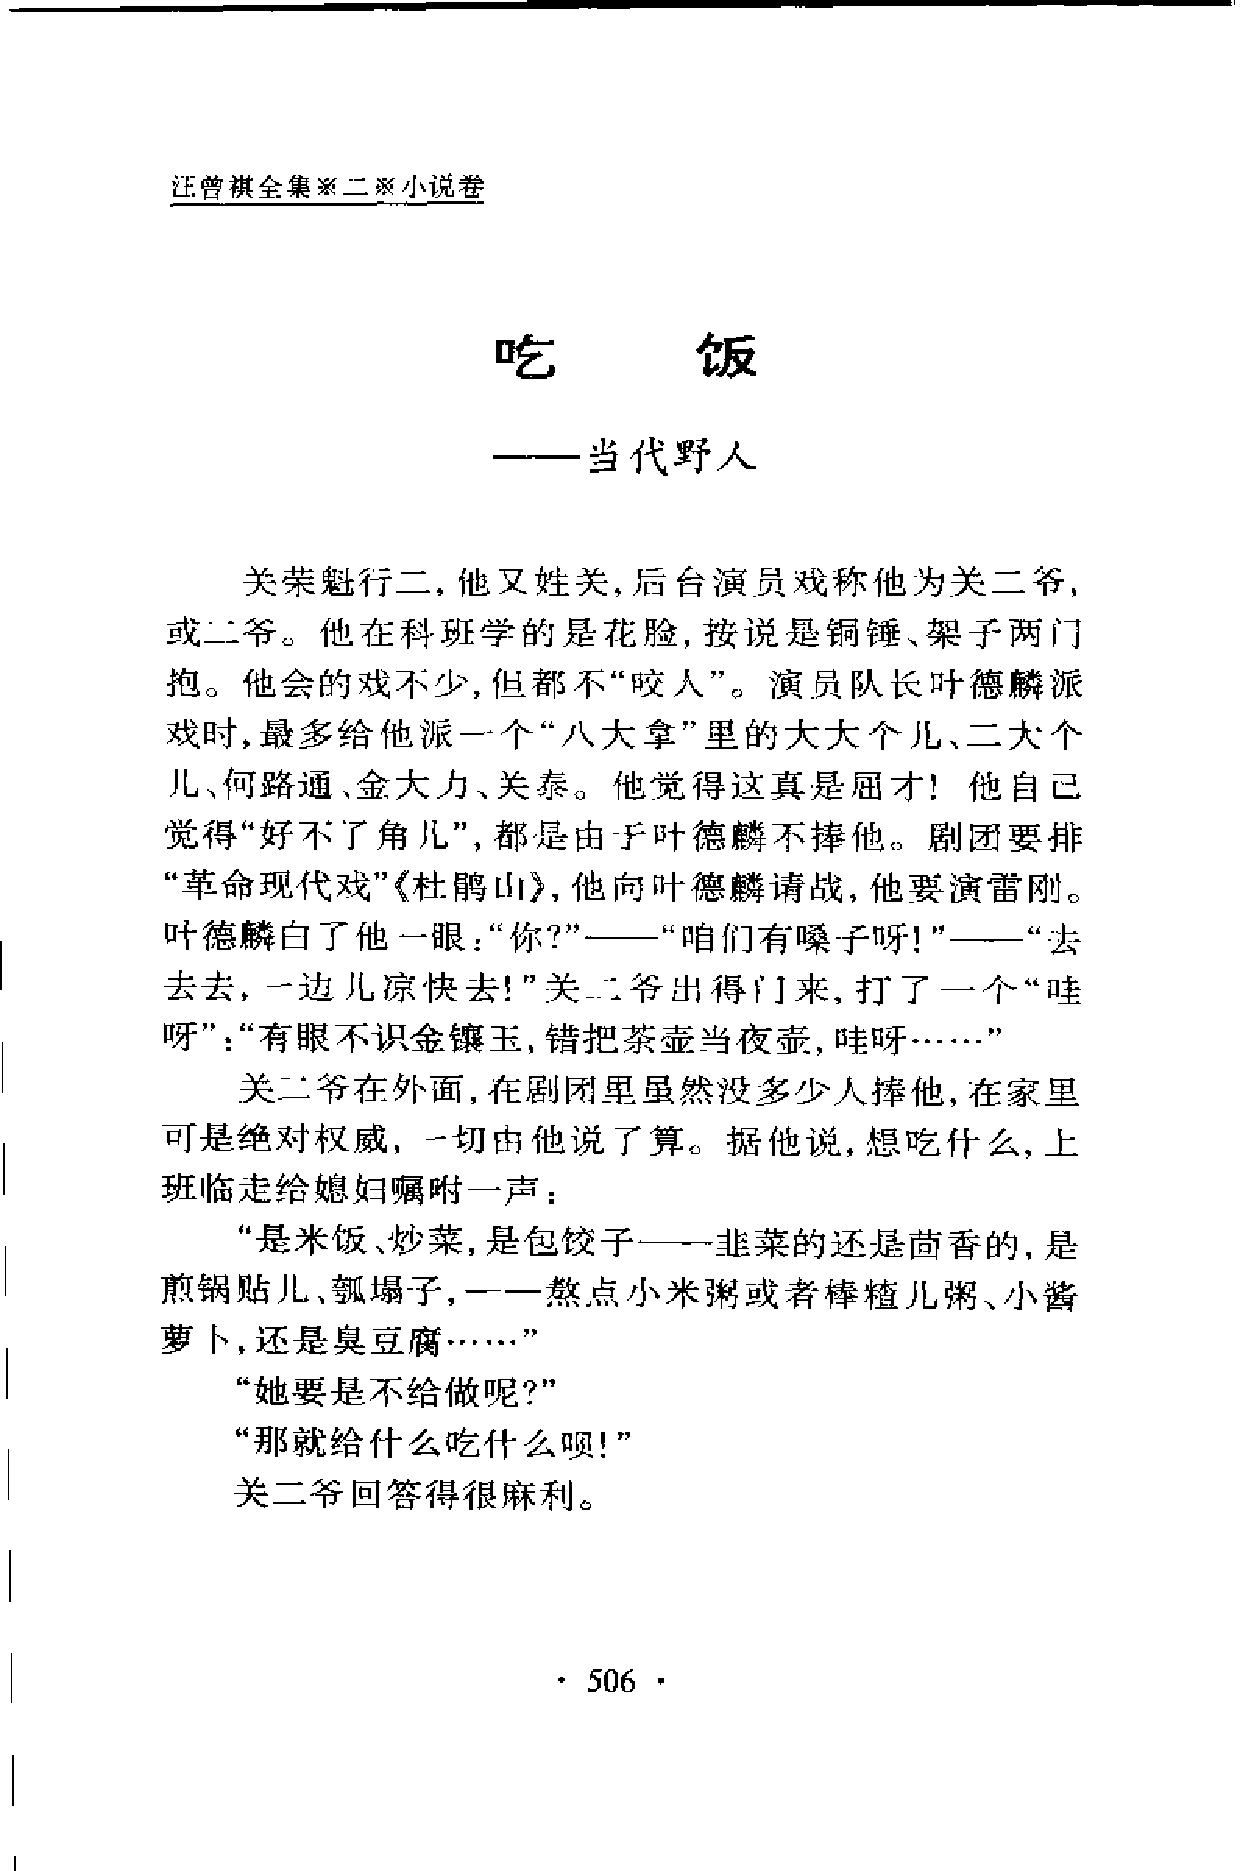 汪曾祺全集※二※小说卷
吃 饭
——当代野人
关荣魁行二，他又姓关，后台演员戏称他为关二爷，
或二爷。他在科班学的是花脸，按说是铜锤、架子两门
抱。他会的戏不少，但都不“咬人”。演员队长叶德麟派
戏时，最多给他派一个“八大拿”里的大大个儿、二大个
儿、何路通、金大力、关泰。他觉得这真是屈才！他自己
觉得“好不了角儿”，都是由于叶德麟不捧他。剧团要排
“革命现代戏”《杜鹃山》，他向叶德麟请战，他要演雷刚。
叶德麟白了他一眼：“你？”——“咱们有嗓子呀！”——“去
去去，一边儿凉快去！”关二爷出得门来，打了一个“哇
呀”：“有眼不识金镶玉，错把茶壶当夜壶，哇呀……”
关二爷在外面，在剧团里虽然没多少人捧他，在家里
可是绝对权威，一切由他说了算。据他说，想吃什么，上
班临走给媳妇嘱咐一声：
“是米饭、炒菜，是包饺子——韭菜的还是茴香的，是
煎锅贴儿、瓠塌子，——熬点小米粥或者棒糁儿粥、小酱
萝卜，还是臭豆腐……”
“她要是不给做呢？”
“那就给什么吃什么呗！”
关二爷回答得很麻利。
· 506 ·